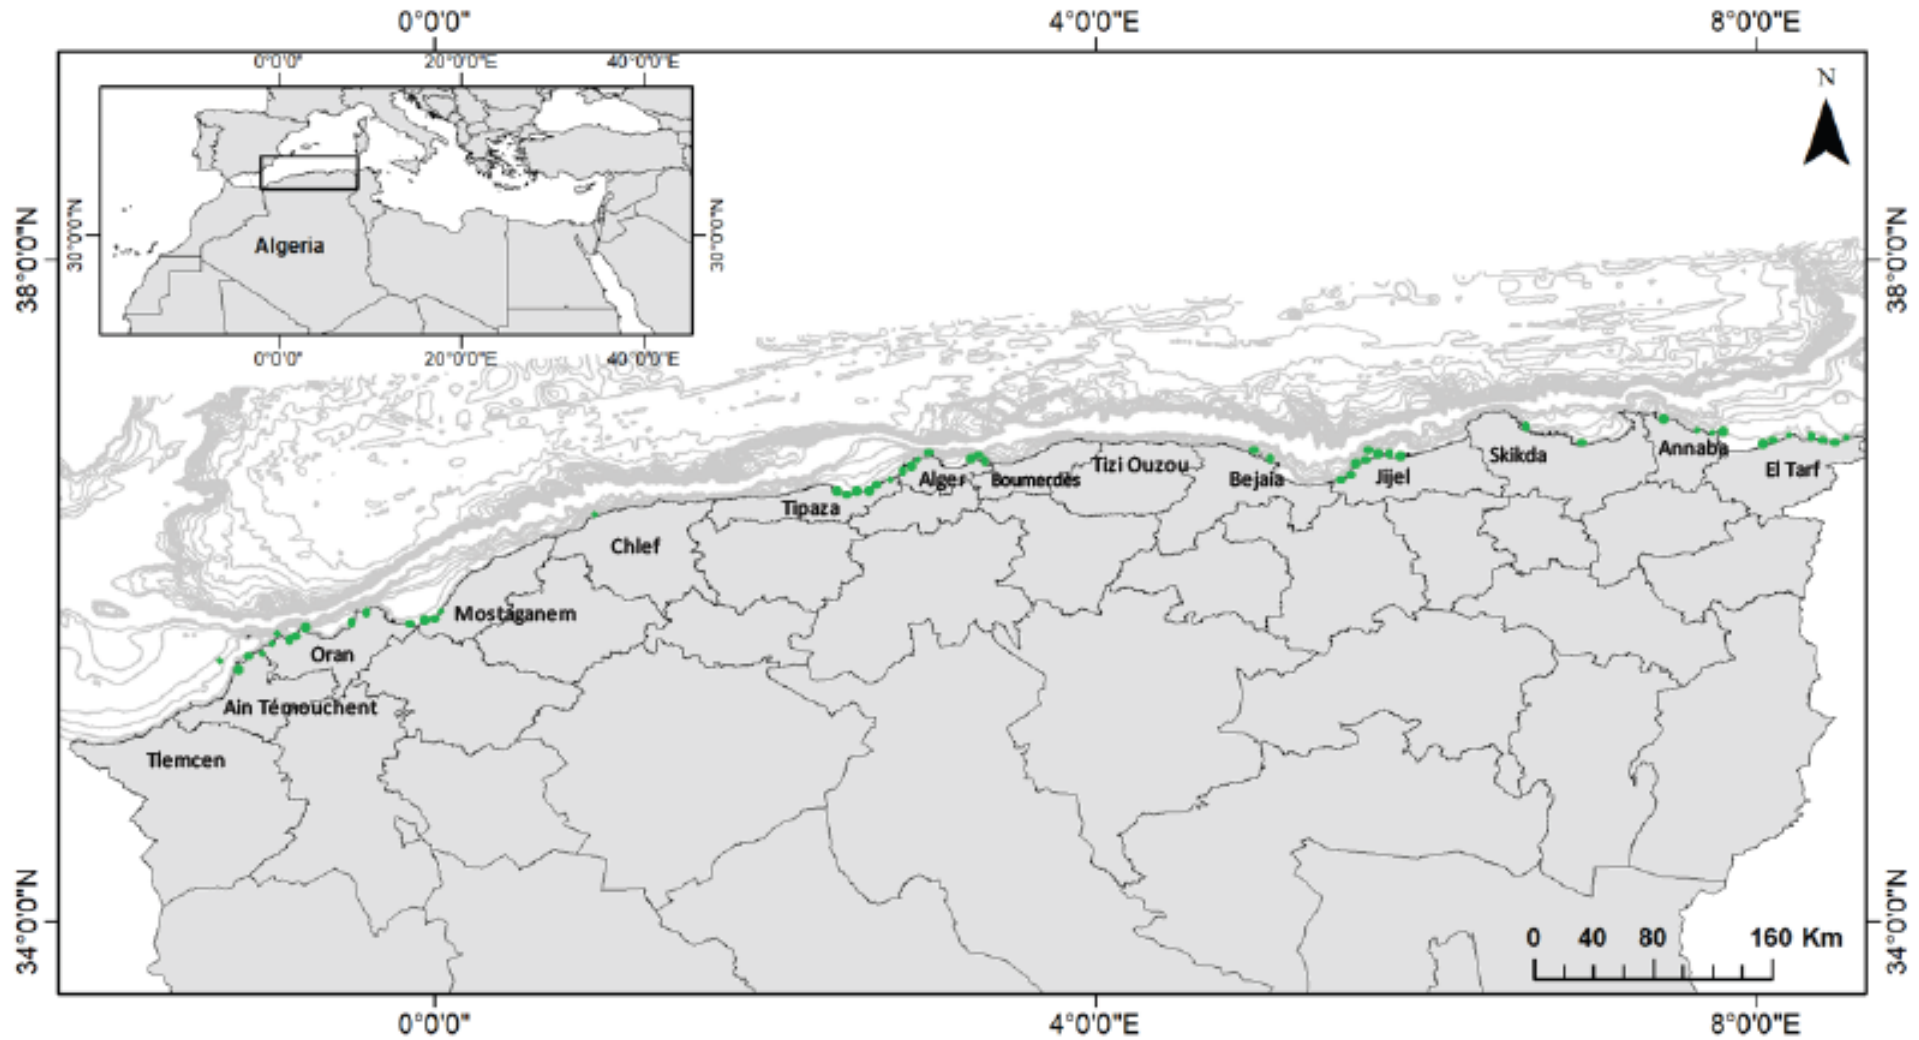 0°0'0"
4°0'0"E
8°0'0"E
0°0'0"
20°0'0"E
40°0'0"E
N
38°0'0"N
30°0'0"N
Algeria
30°0'0"N
38°0'0"N
0°0'0"
20°0'0"E
40°0'0"E
Skikda
Annaba
El Tarf
Tizi Ouzou
Bejaia
Jijel
Alger
Boumerdès
Tipaza
Chlef
Mostaganem
Oran
Ain Témouchent
Tlemcen
34°0'0"N
0 40 80 160 Km
34°0'0"N
0°0'0"
4°0'0"E
8°0'0"E